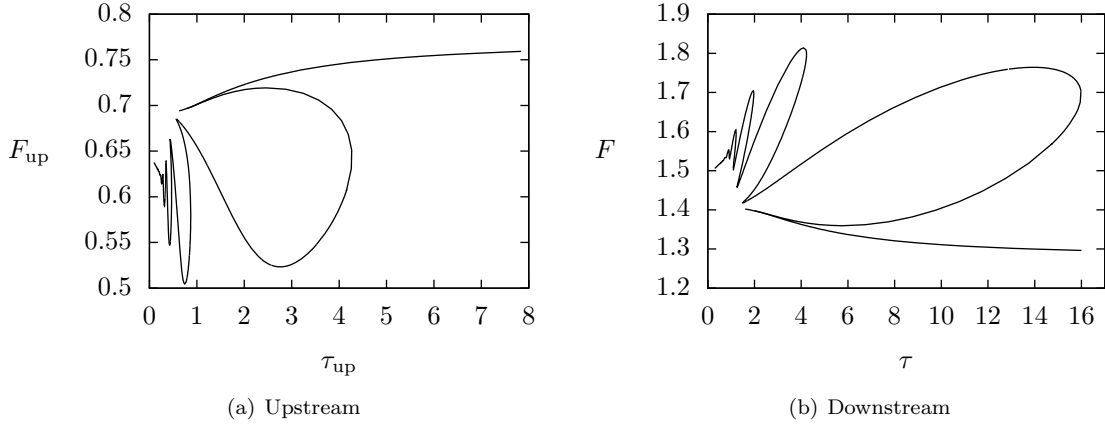 0.8
0.75
0.7
0.65
0.6
0.55
0.5
F_up
0 1 2 3 4 5 6 7 8
τ_up
(a) Upstream
1.9
1.8
1.7
1.6
1.5
1.4
1.3
1.2
F
0 2 4 6 8 10 12 14 16
τ
(b) Downstream